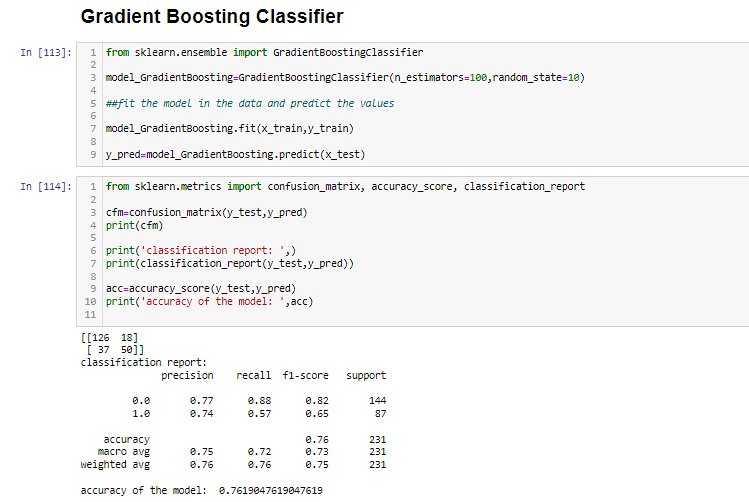 Gradient Boosting Classifier
In [113]:
1 from sklearn.ensemble import GradientBoostingClassifier
2
3 model_GradientBoosting=GradientBoostingClassifier(n_estimators=100,random_state=10)
4
5 ##fit the model in the data and predict the values
6
7 model_GradientBoosting.fit(x_train,y_train)
8
9 y_pred=model_GradientBoosting.predict(x_test)
In [114]:
1 from sklearn.metrics import confusion_matrix, accuracy_score, classification_report
2
3 cfm=confusion_matrix(y_test,y_pred)
4 print(cfm)
5
6 print('classification report: ',)
7 print(classification_report(y_test,y_pred))
8
9 acc=accuracy_score(y_test,y_pred)
10 print('accuracy of the model: ',acc)
11
[[126 18]
[ 37 50]]
classification report:
precision recall f1-score support
0.0 0.77 0.88 0.82 144
1.0 0.74 0.57 0.65 87
accuracy 0.76 231
macro avg 0.75 0.72 0.73 231
weighted avg 0.76 0.76 0.75 231
accuracy of the model: 0.7619047619047619